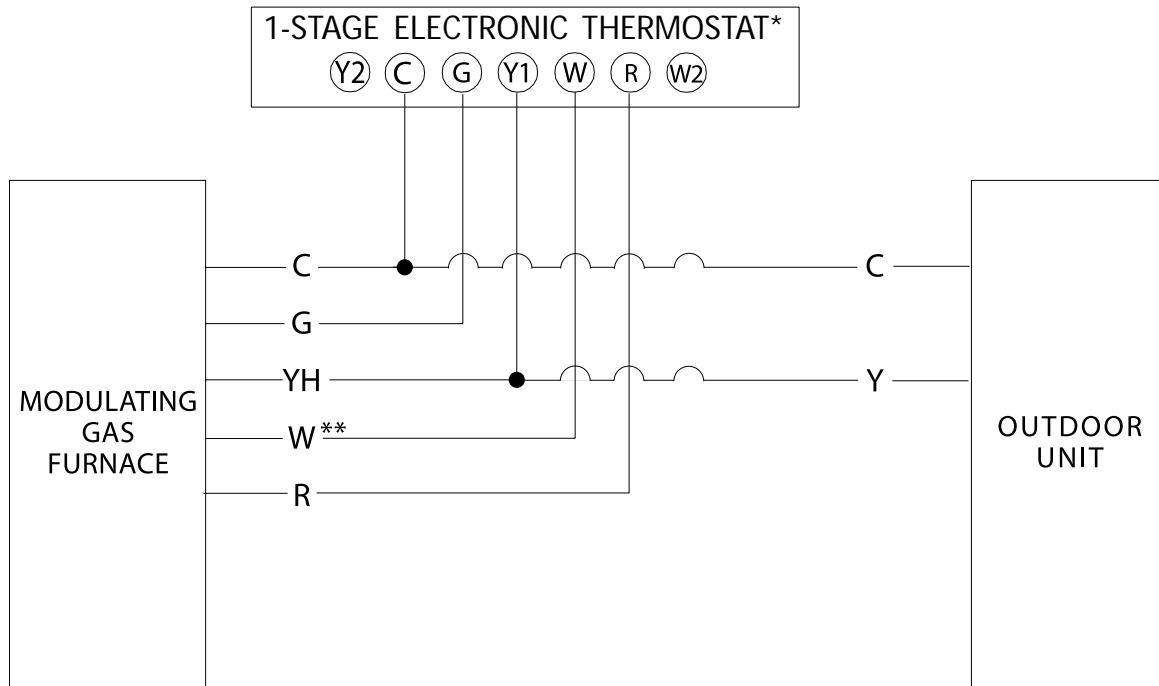 1-STAGE ELECTRONIC THERMOSTAT*
Y2 C G Y1 W R W2
C C
G
YH Y
W**
R
MODULATING
GAS
FURNACE
OUTDOOR
UNIT